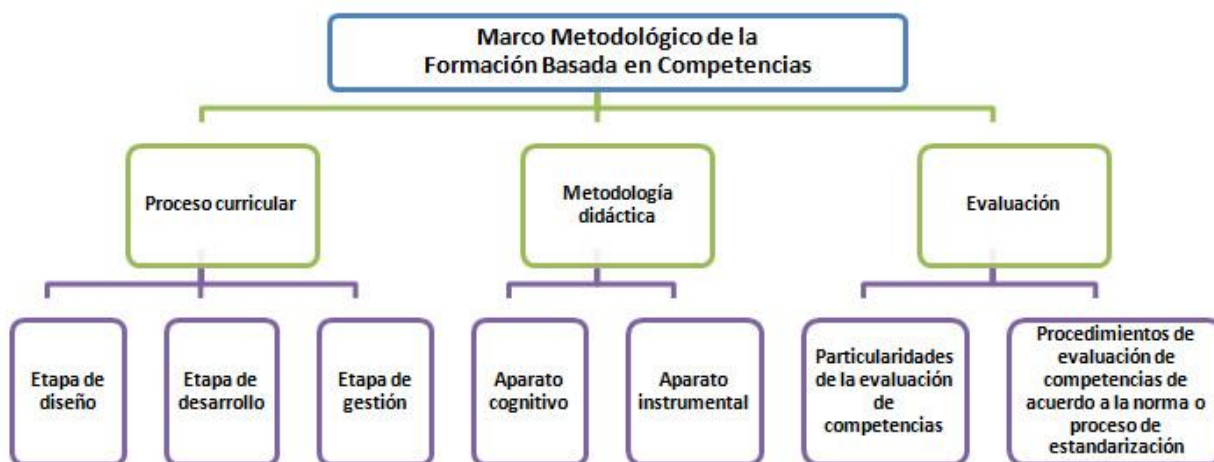 Marco Metodológico de la
Formación Basada en Competencias
Proceso curricular
Metodología
didáctica
Evaluación
Etapa de
diseño
Etapa de
desarrollo
Etapa de
gestión
Aparato
cognitivo
Aparato
instrumental
Particularidades
de la evaluación
de
competencias
Procedimientos de
evaluación de
competencias de
acuerdo a la norma o
proceso de
estandarización